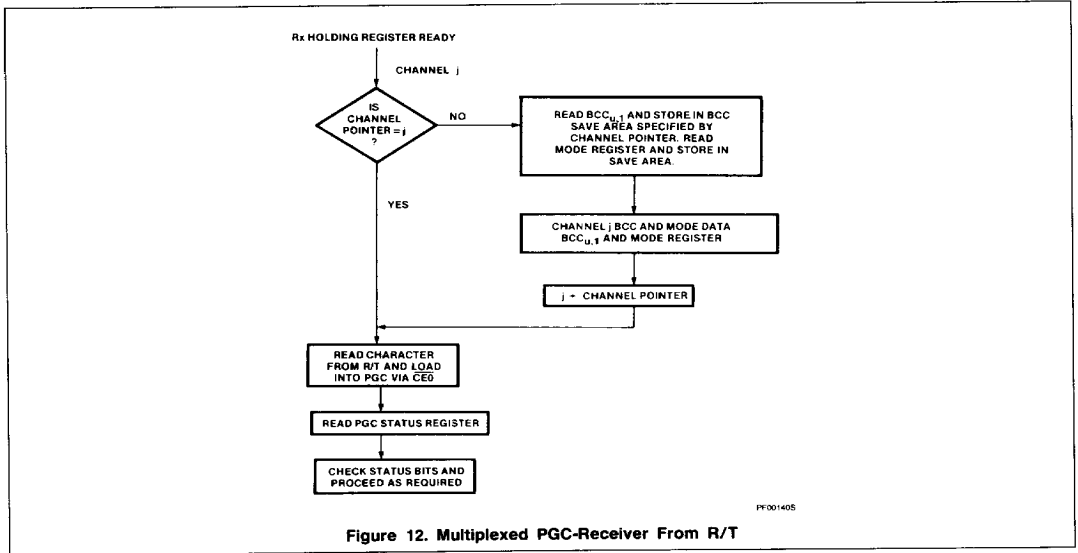 Rx HOLDING REGISTER READY
CHANNEL j
IS
CHANNEL
POINTER = j
?
NO
READ BCCu,1 AND STORE IN BCC
SAVE AREA SPECIFIED BY
CHANNEL POINTER. READ
MODE REGISTER AND STORE IN
SAVE AREA.
YES
CHANNEL j BCC AND MODE DATA
BCCu,1 AND MODE REGISTER
j + CHANNEL POINTER
READ CHARACTER
FROM R/T AND LOAD
INTO PGC VIA CE0
READ PGC STATUS REGISTER
CHECK STATUS BITS AND
PROCEED AS REQUIRED
PF00140S
Figure 12. Multiplexed PGC-Receiver From R/T